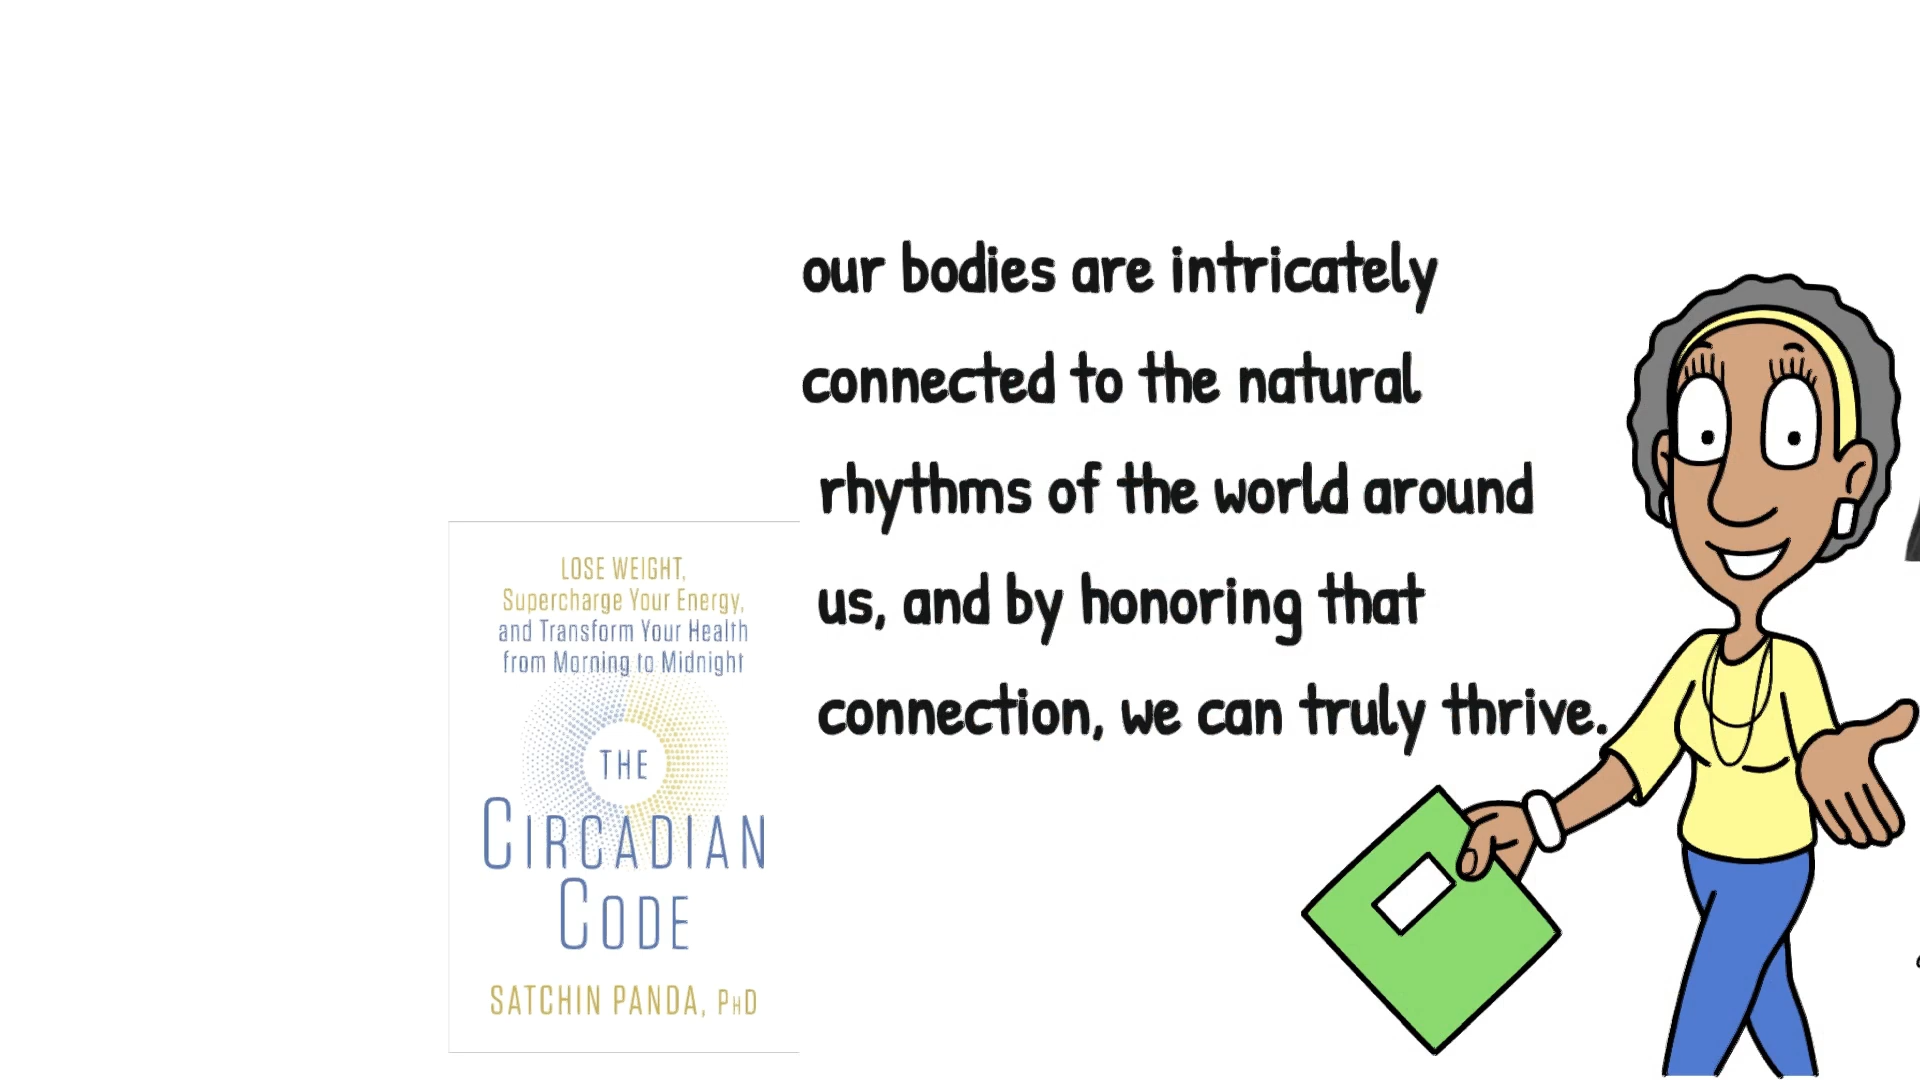 our bodies are intricately
connected to the natural
rhythms of the world around
us, and by honoring that
connection, we can truly thrive.
LOSE WEIGHT,
Supercharge Your Energy,
and Transform Your Health
from Morning to Midnight
THE
CIRCADIAN
CODE
SATCHIN PANDA, PHD